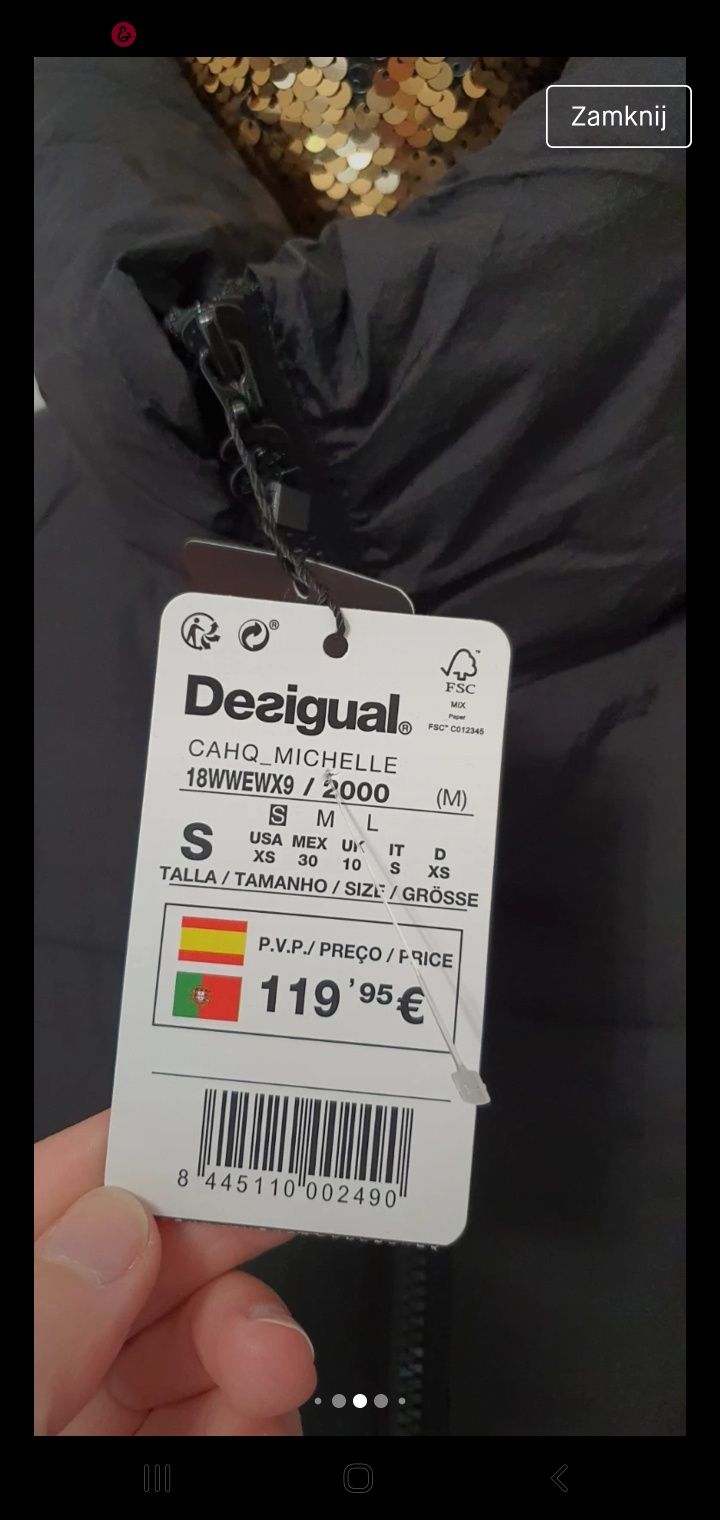 Zamknij
Desigual®
FSC™
MIX
Paper
FSC™ C012345
CAHQ_MICHELLE
18WWEWX9 / 2000 (M)
S M L
S
USA MEX UK IT D
XS 30 10 S XS
TALLA / TAMANHO / SIZE / GRÖSSE
P.V.P./ PREÇO / PRICE
119'95€
8 445110 002490